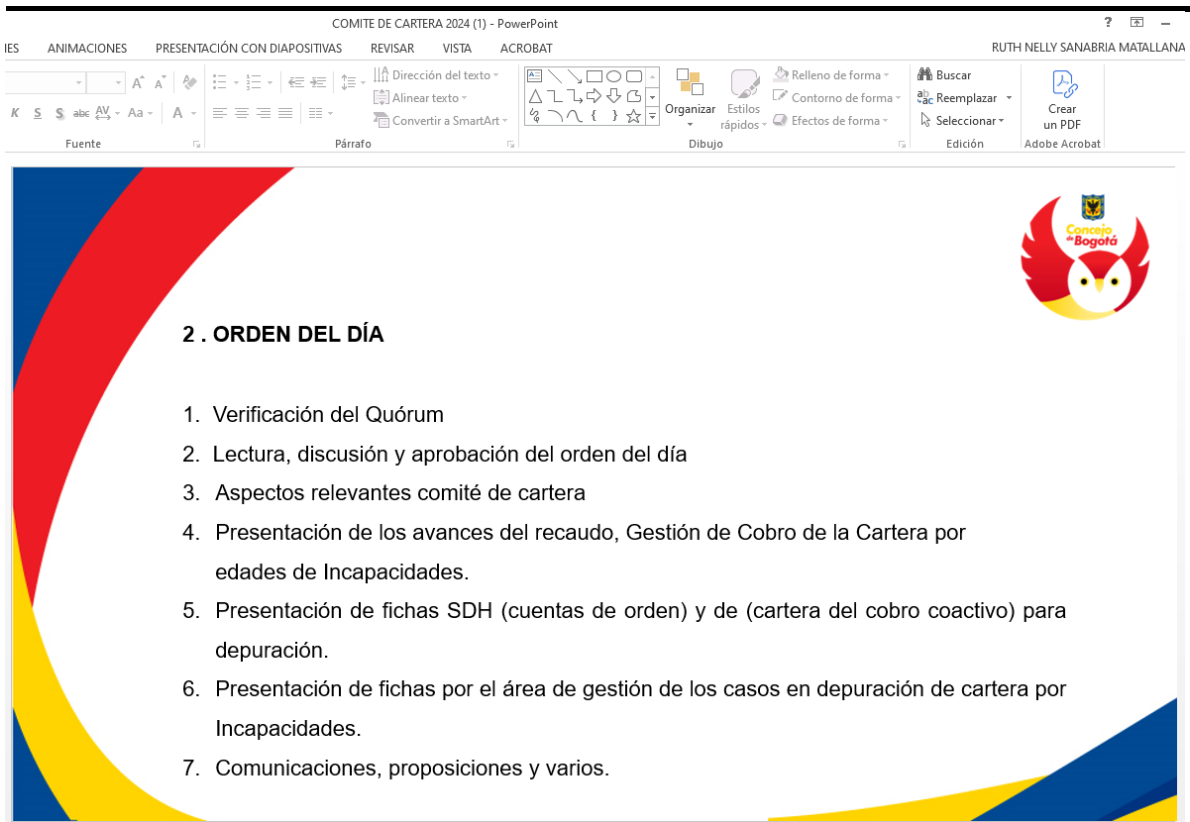 COMITE DE CARTERA 2024 (1) - PowerPoint
?
IES ANIMACIONES PRESENTACIÓN CON DIAPOSITIVAS REVISAR VISTA ACROBAT RUTH NELLY SANABRIA MATALLANA
Dirección del texto
Alinear texto
Convertir a SmartArt
K S S abc AV Aa A
Organizar
Estilos rápidos
Relleno de forma
Contorno de forma
Efectos de forma
Buscar
Reemplazar
Seleccionar
Crear
un PDF
Fuente Párrafo Dibujo Edición Adobe Acrobat
Concejo
de Bogotá
2 . ORDEN DEL DÍA
1. Verificación del Quórum
2. Lectura, discusión y aprobación del orden del día
3. Aspectos relevantes comité de cartera
4. Presentación de los avances del recaudo, Gestión de Cobro de la Cartera por
edades de Incapacidades.
5. Presentación de fichas SDH (cuentas de orden) y de (cartera del cobro coactivo) para
depuración.
6. Presentación de fichas por el área de gestión de los casos en depuración de cartera por
Incapacidades.
7. Comunicaciones, proposiciones y varios.